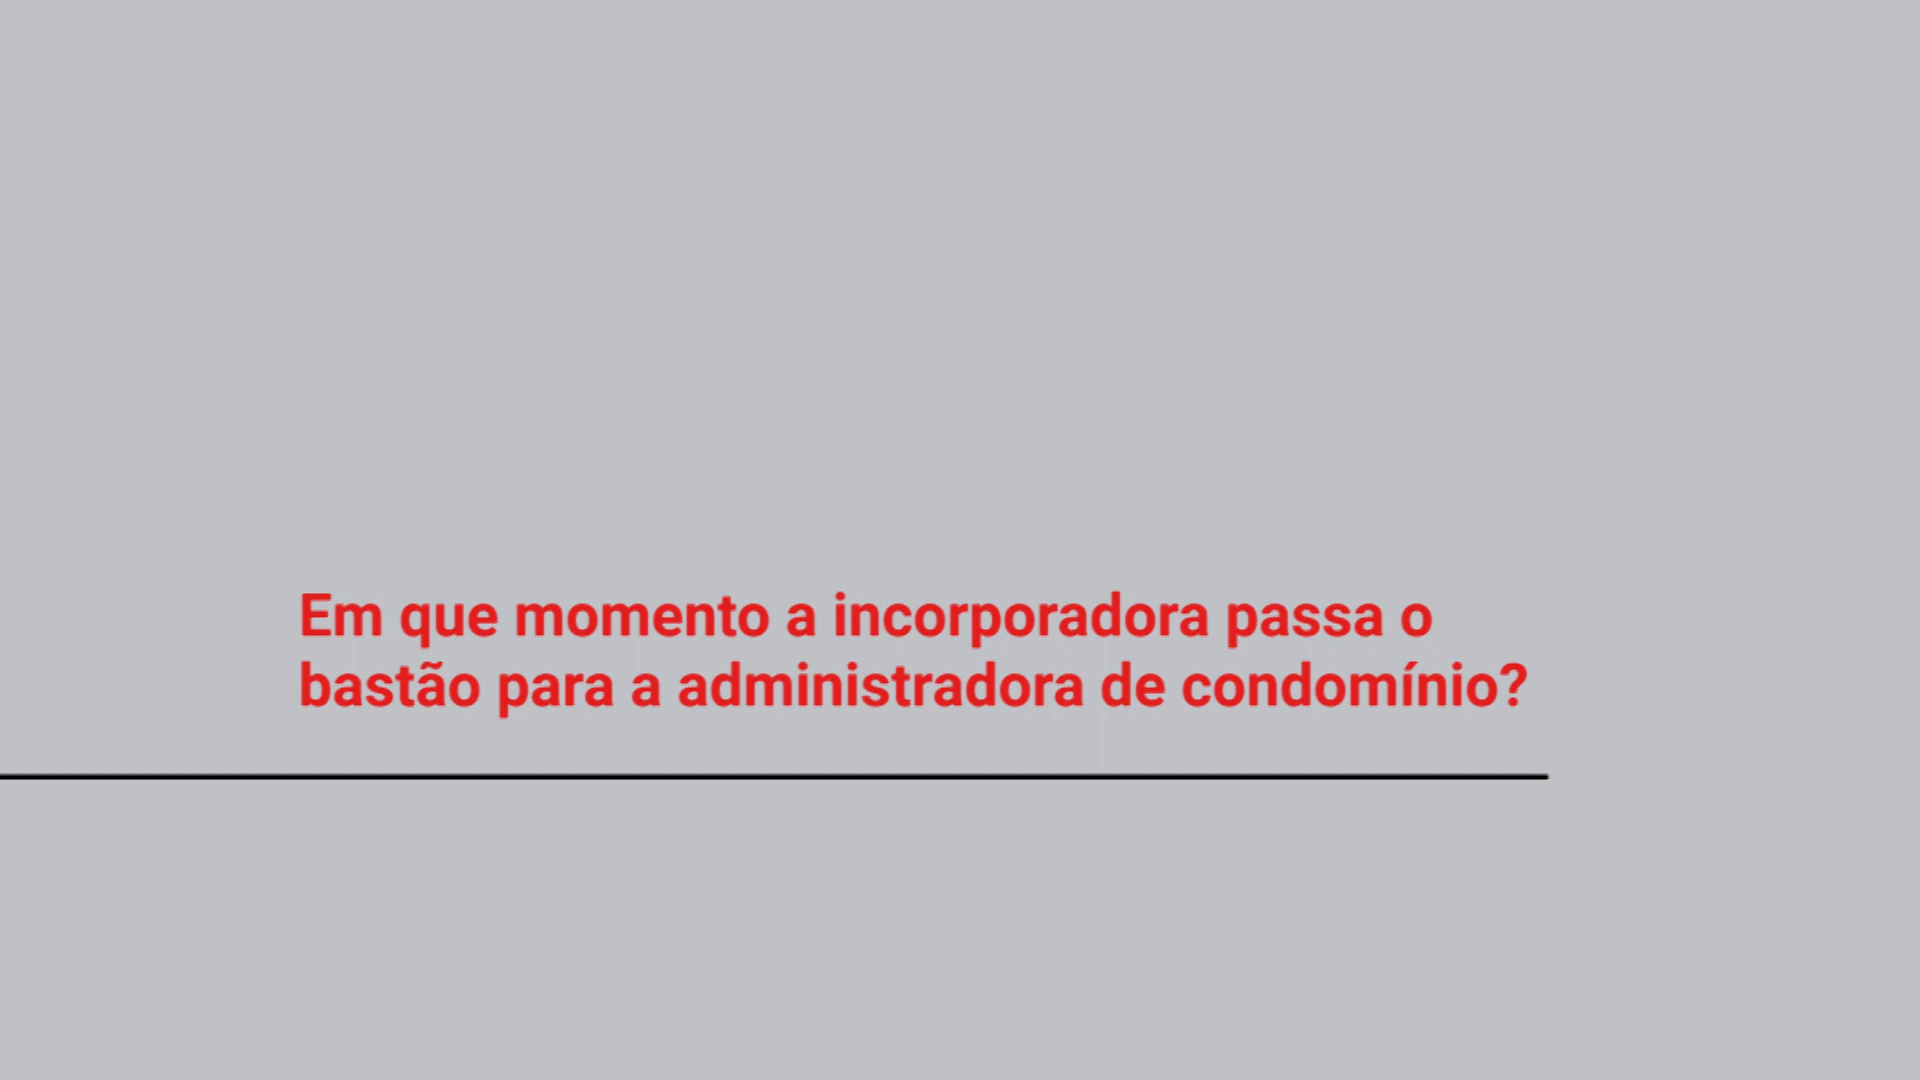 Em que momento a incorporadora passa o
bastão para a administradora de condomínio?